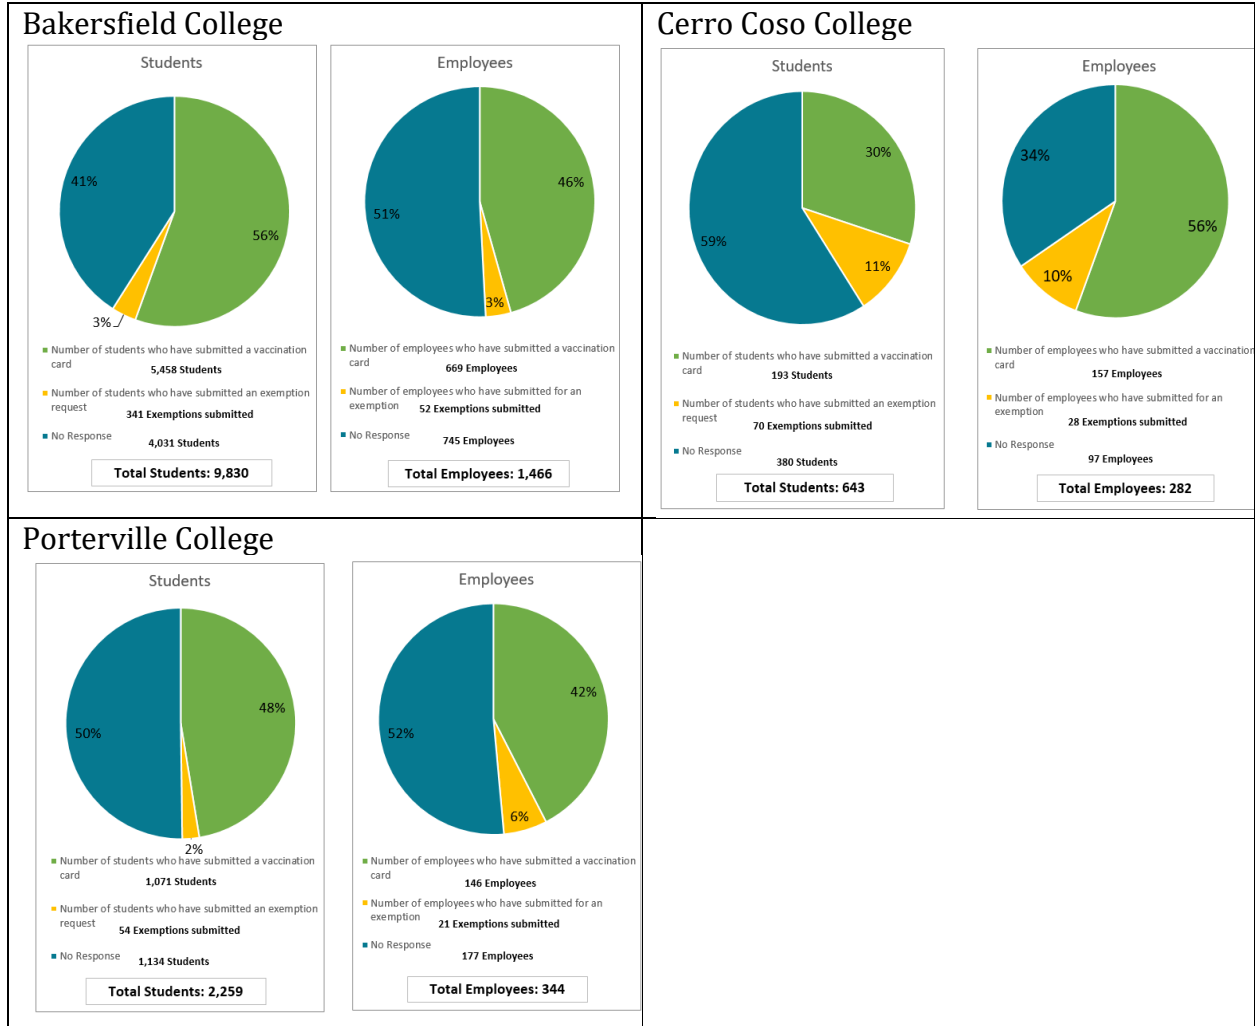 Bakersfield College
Students
41%
56%
3%
Number of students who have submitted a vaccination
card
5,458 Students
Number of students who have submitted an exemption
request
341 Exemptions submitted
No Response
4,031 Students
Total Students: 9,830
Employees
46%
51%
3%
Number of employees who have submitted a vaccination
card
669 Employees
Number of employees who have submitted for an
exemption
52 Exemptions submitted
No Response
745 Employees
Total Employees: 1,466
Cerro Coso College
Students
30%
59%
11%
Number of students who have submitted a vaccination
card
193 Students
Number of students who have submitted an exemption
request
70 Exemptions submitted
No Response
380 Students
Total Students: 643
Employees
34%
56%
10%
Number of employees who have submitted a vaccination
card
157 Employees
Number of employees who have submitted for an
exemption
28 Exemptions submitted
No Response
97 Employees
Total Employees: 282
Porterville College
Students
48%
50%
2%
Number of students who have submitted a vaccination
card
1,071 Students
Number of students who have submitted an exemption
request
54 Exemptions submitted
No Response
1,134 Students
Total Students: 2,259
Employees
42%
52%
6%
Number of employees who have submitted a vaccination
card
146 Employees
Number of employees who have submitted for an
exemption
21 Exemptions submitted
No Response
177 Employees
Total Employees: 344